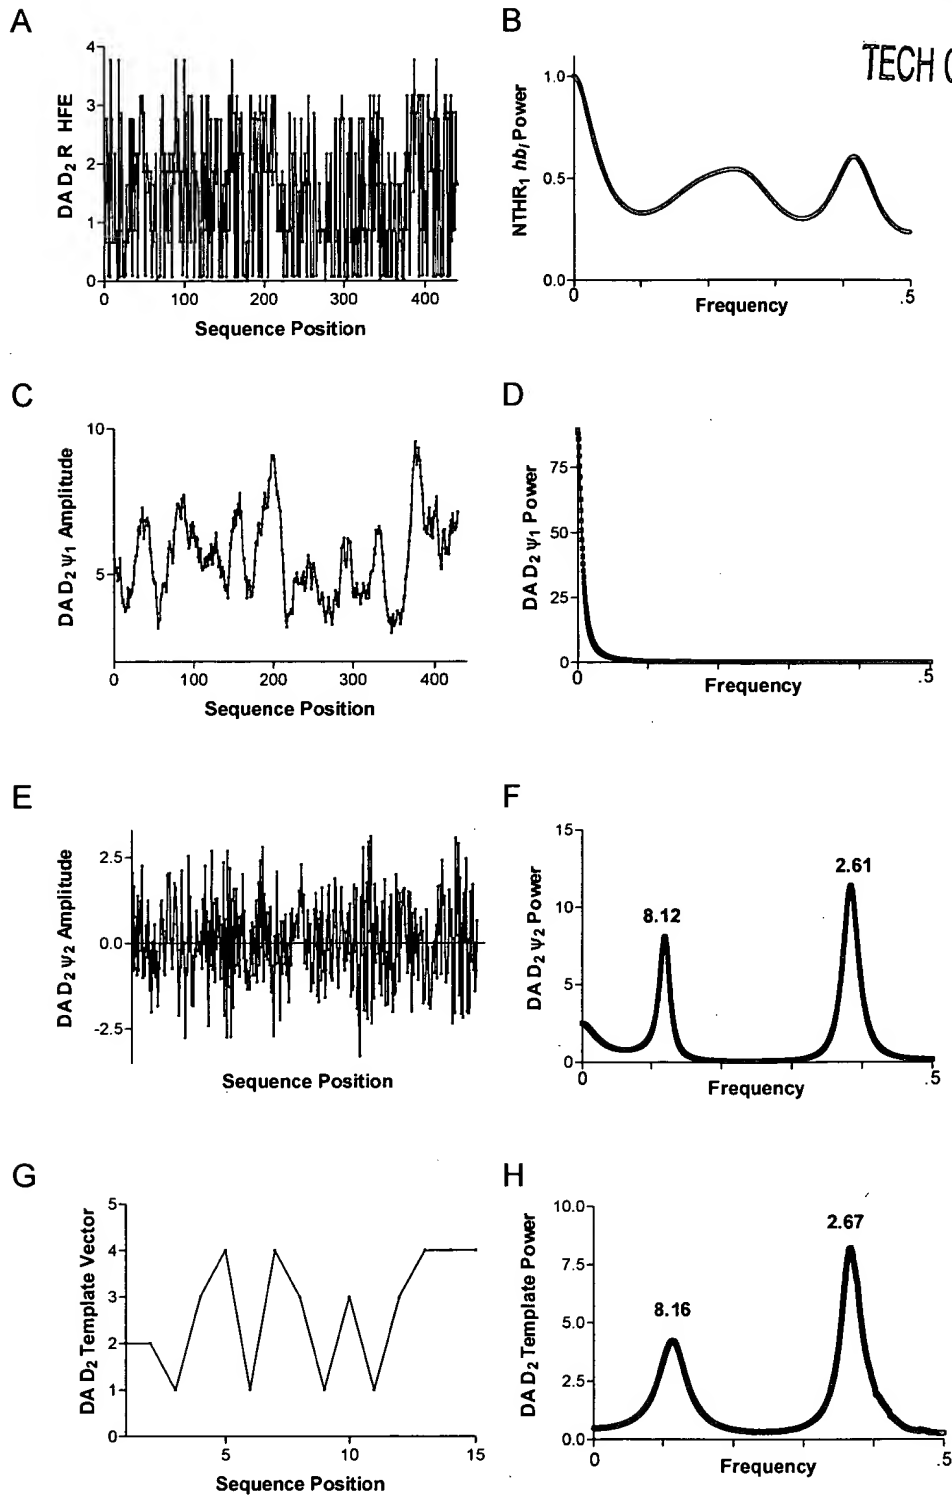 A
B
TECH
4
3
2
1
0
DA D₂ R HFE
0 100 200 300 400
Sequence Position
1.0
0.5
0.0
NTHR₁ hbᵢ Power
0 .5
Frequency
C
D
10
5
DA D₂ ψ₁ Amplitude
0 100 200 300 400
Sequence Position
75
50
25
0
DA D₂ ψ₁ Power
0 .5
Frequency
E
F
2.5
0.0
-2.5
DA D₂ ψ₂ Amplitude
Sequence Position
15
10
5
0
DA D₂ ψ₂ Power
8.12
2.61
0 .5
Frequency
G
H
5
4
3
2
1
0
DA D₂ Template Vector
5 10 15
Sequence Position
10.0
7.5
5.0
2.5
0.0
DA D₂ Template Power
8.16
2.67
0 .5
Frequency